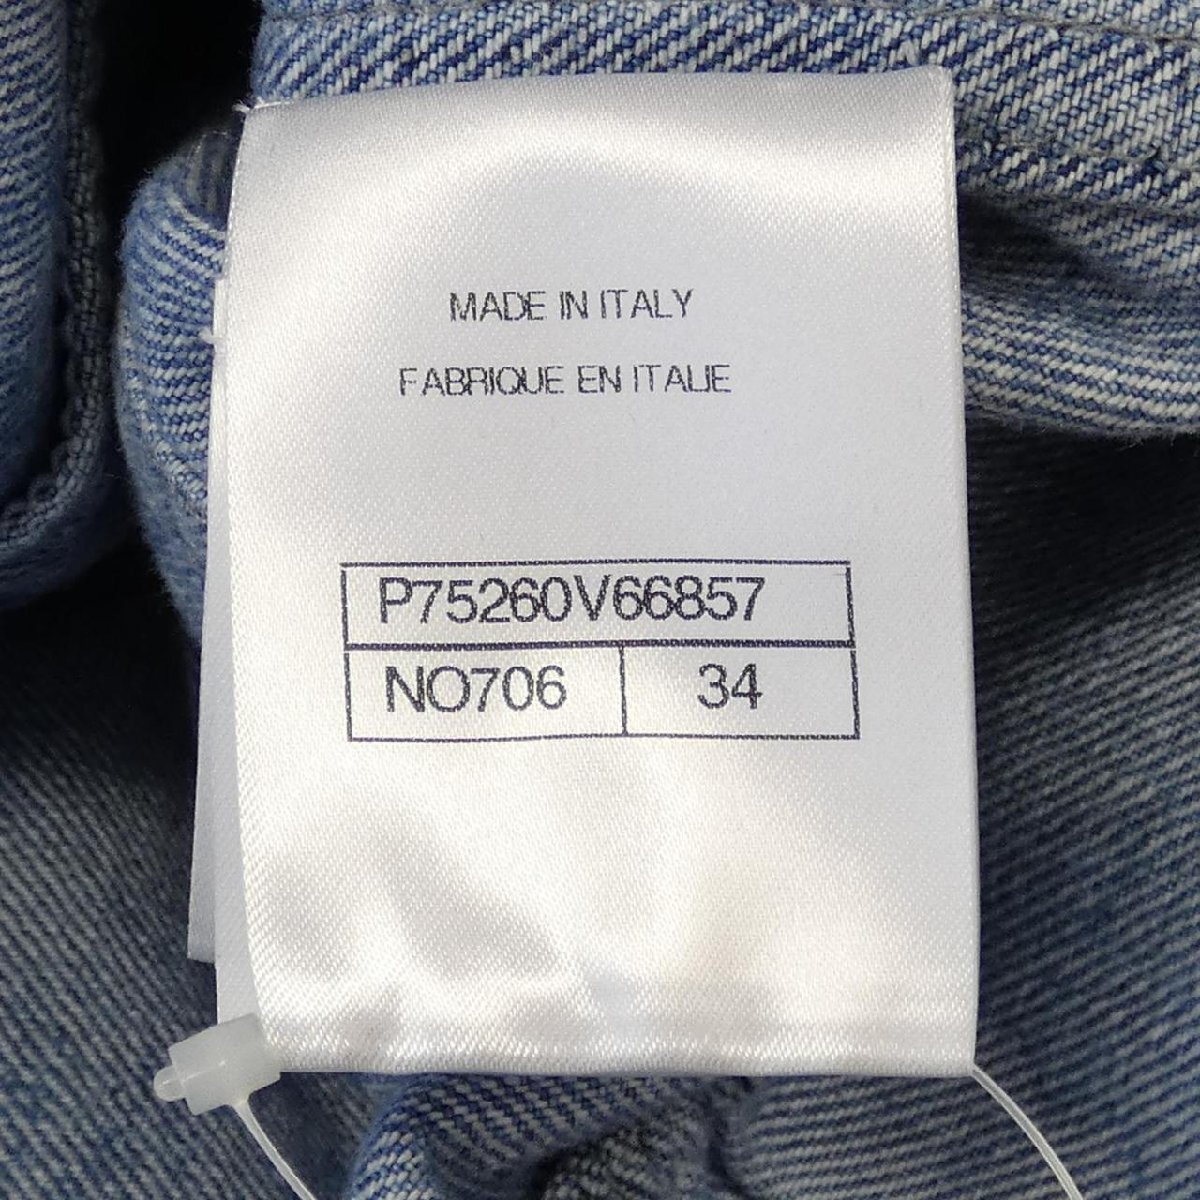 MADE IN ITALY
FABRIQUE EN ITALIE
P75260V66857
NO706 34